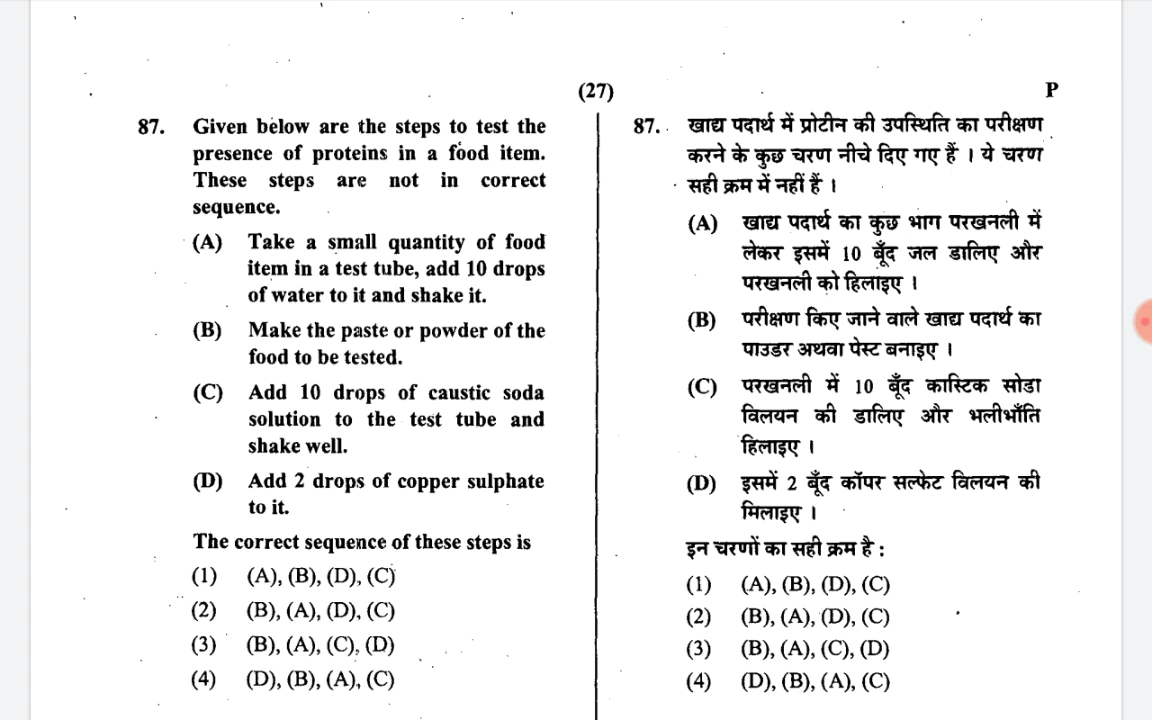 (27)
P
87. Given below are the steps to test the
presence of proteins in a food item.
These steps are not in correct
sequence.
(A) Take a small quantity of food
item in a test tube, add 10 drops
of water to it and shake it.
(B) Make the paste or powder of the
food to be tested.
(C) Add 10 drops of caustic soda
solution to the test tube and
shake well.
(D) Add 2 drops of copper sulphate
to it.
The correct sequence of these steps is
(1) (A), (B), (D), (C)
(2) (B), (A), (D), (C)
(3) (B), (A), (C), (D)
(4) (D), (B), (A), (C)
87. खाद्य पदार्थ में प्रोटीन की उपस्थिति का परीक्षण
करने के कुछ चरण नीचे दिए गए हैं । ये चरण
सही क्रम में नहीं हैं ।
(A) खाद्य पदार्थ का कुछ भाग परखनली में
लेकर इसमें 10 बूँद जल डालिए और
परखनली को हिलाइए ।
(B) परीक्षण किए जाने वाले खाद्य पदार्थ का
पाउडर अथवा पेस्ट बनाइए ।
(C) परखनली में 10 बूँद कास्टिक सोडा
विलयन की डालिए और भलीभाँति
हिलाइए ।
(D) इसमें 2 बूँद कॉपर सल्फेट विलयन की
मिलाइए ।
इन चरणों का सही क्रम है :
(1) (A), (B), (D), (C)
(2) (B), (A), (D), (C)
(3) (B), (A), (C), (D)
(4) (D), (B), (A), (C)